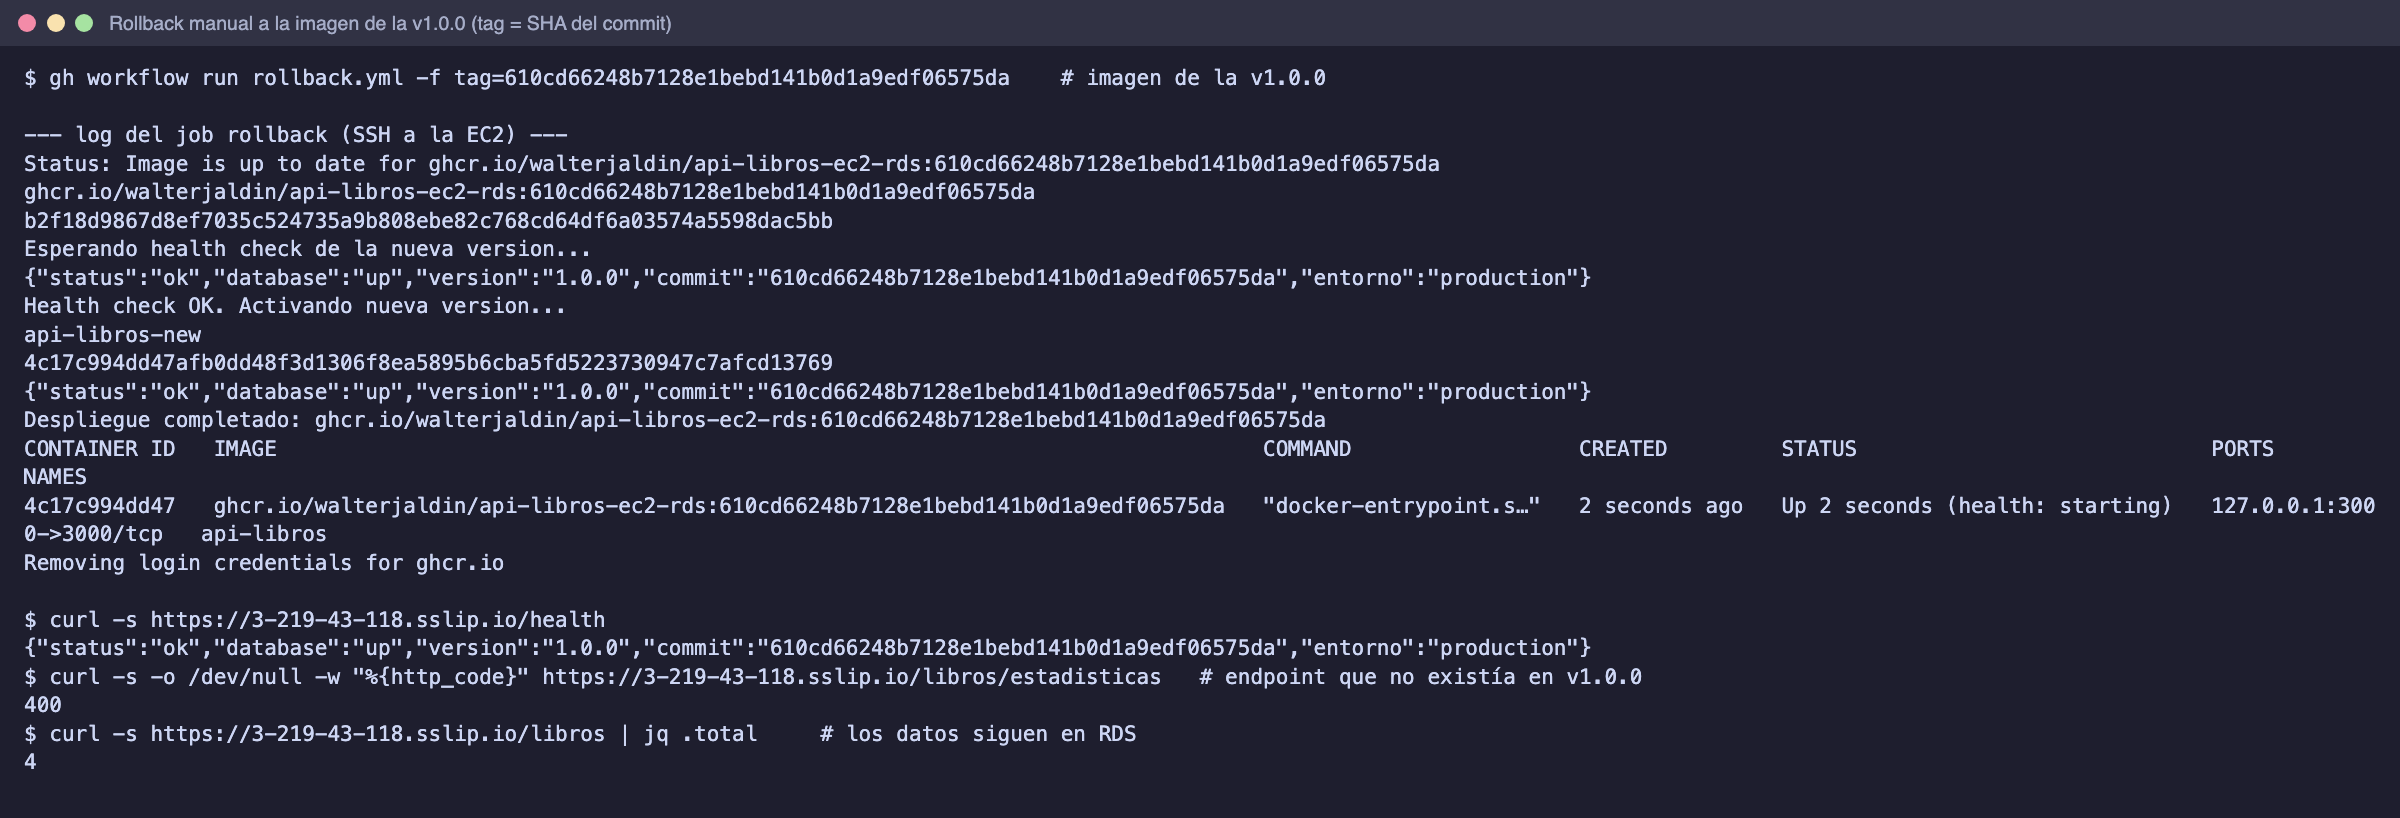 Rollback manual a la imagen de la v1.0.0 (tag = SHA del commit)
$ gh workflow run rollback.yml -f tag=610cd66248b7128e1bebd141b0d1a9edf06575da    # imagen de la v1.0.0
--- log del job rollback (SSH a la EC2) ---
Status: Image is up to date for ghcr.io/walterjaldin/api-libros-ec2-rds:610cd66248b7128e1bebd141b0d1a9edf06575da
ghcr.io/walterjaldin/api-libros-ec2-rds:610cd66248b7128e1bebd141b0d1a9edf06575da
b2f18d9867d8ef7035c524735a9b808ebe82c768cd64df6a03574a5598dac5bb
Esperando health check de la nueva version...
{"status":"ok","database":"up","version":"1.0.0","commit":"610cd66248b7128e1bebd141b0d1a9edf06575da","entorno":"production"}
Health check OK. Activando nueva version...
api-libros-new
4c17c994dd47afb0dd48f3d1306f8ea5895b6cba5fd5223730947c7afcd13769
{"status":"ok","database":"up","version":"1.0.0","commit":"610cd66248b7128e1bebd141b0d1a9edf06575da","entorno":"production"}
Despliegue completado: ghcr.io/walterjaldin/api-libros-ec2-rds:610cd66248b7128e1bebd141b0d1a9edf06575da
CONTAINER ID   IMAGE                                                                              COMMAND                  CREATED         STATUS                            PORTS
NAMES
4c17c994dd47   ghcr.io/walterjaldin/api-libros-ec2-rds:610cd66248b7128e1bebd141b0d1a9edf06575da   "docker-entrypoint.s…"   2 seconds ago   Up 2 seconds (health: starting)   127.0.0.1:300
0->3000/tcp   api-libros
Removing login credentials for ghcr.io
$ curl -s https://3-219-43-118.sslip.io/health
{"status":"ok","database":"up","version":"1.0.0","commit":"610cd66248b7128e1bebd141b0d1a9edf06575da","entorno":"production"}
$ curl -s -o /dev/null -w "%{http_code}" https://3-219-43-118.sslip.io/libros/estadisticas   # endpoint que no existía en v1.0.0
400
$ curl -s https://3-219-43-118.sslip.io/libros | jq .total     # los datos siguen en RDS
4